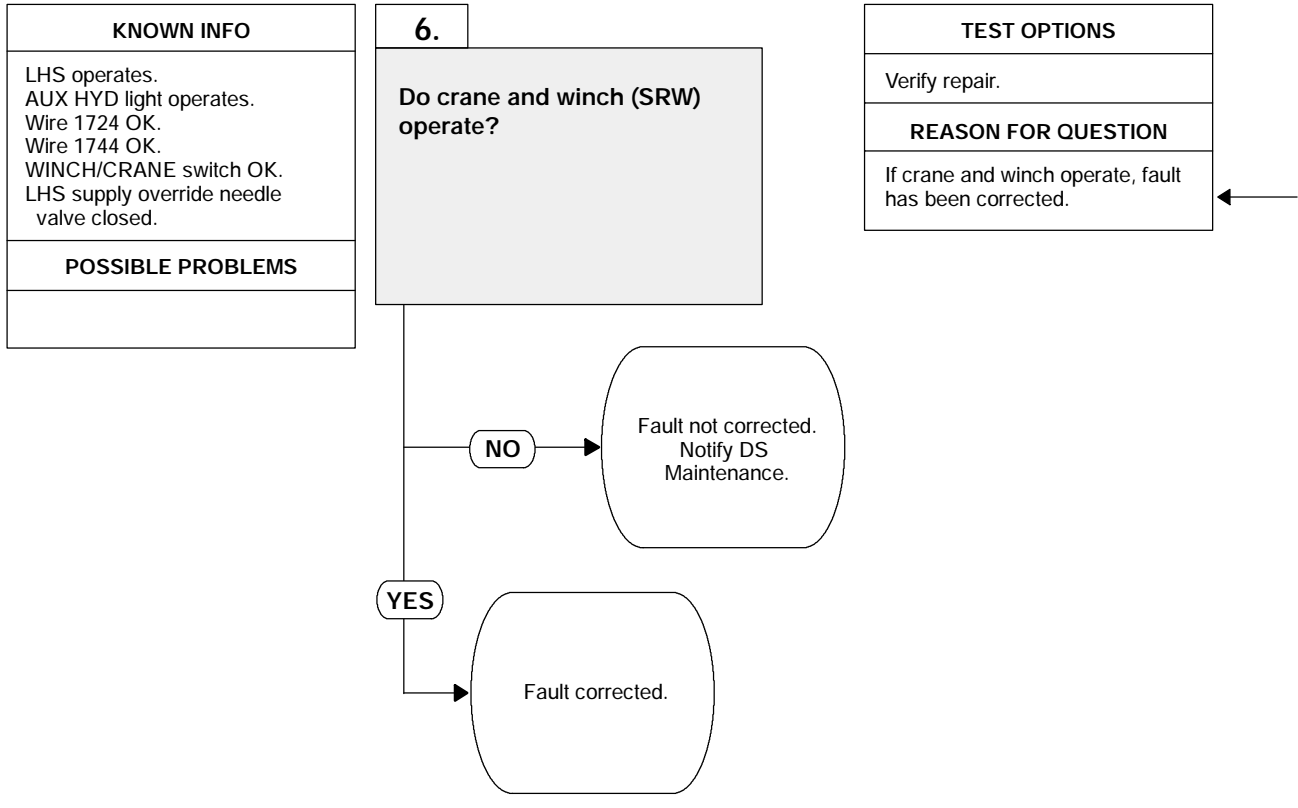 KNOWN INFO
LHS operates.
AUX HYD light operates.
Wire 1724 OK.
Wire 1744 OK.
WINCH/CRANE switch OK.
LHS supply override needle
valve closed.
POSSIBLE PROBLEMS
6.
Do crane and winch (SRW)
operate?
TEST OPTIONS
Verify repair.
REASON FOR QUESTION
If crane and winch operate, fault
has been corrected.
NO
Fault not corrected.
Notify DS
Maintenance.
YES
Fault corrected.